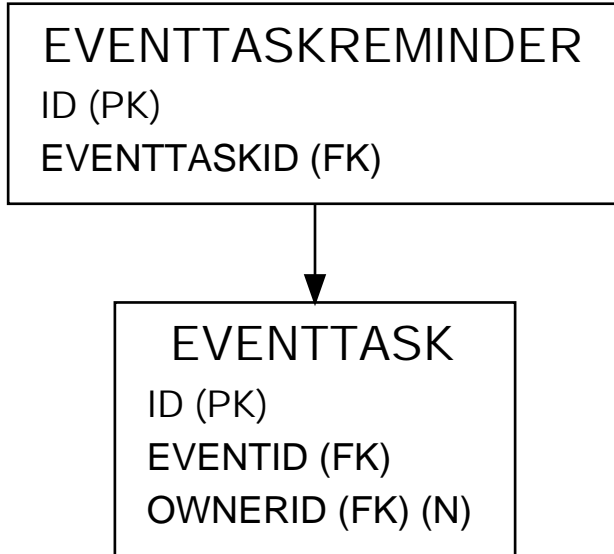 EVENTTASKREMINDER
ID (PK)
EVENTTASKID (FK)
EVENTTASK
ID (PK)
EVENTID (FK)
OWNERID (FK) (N)